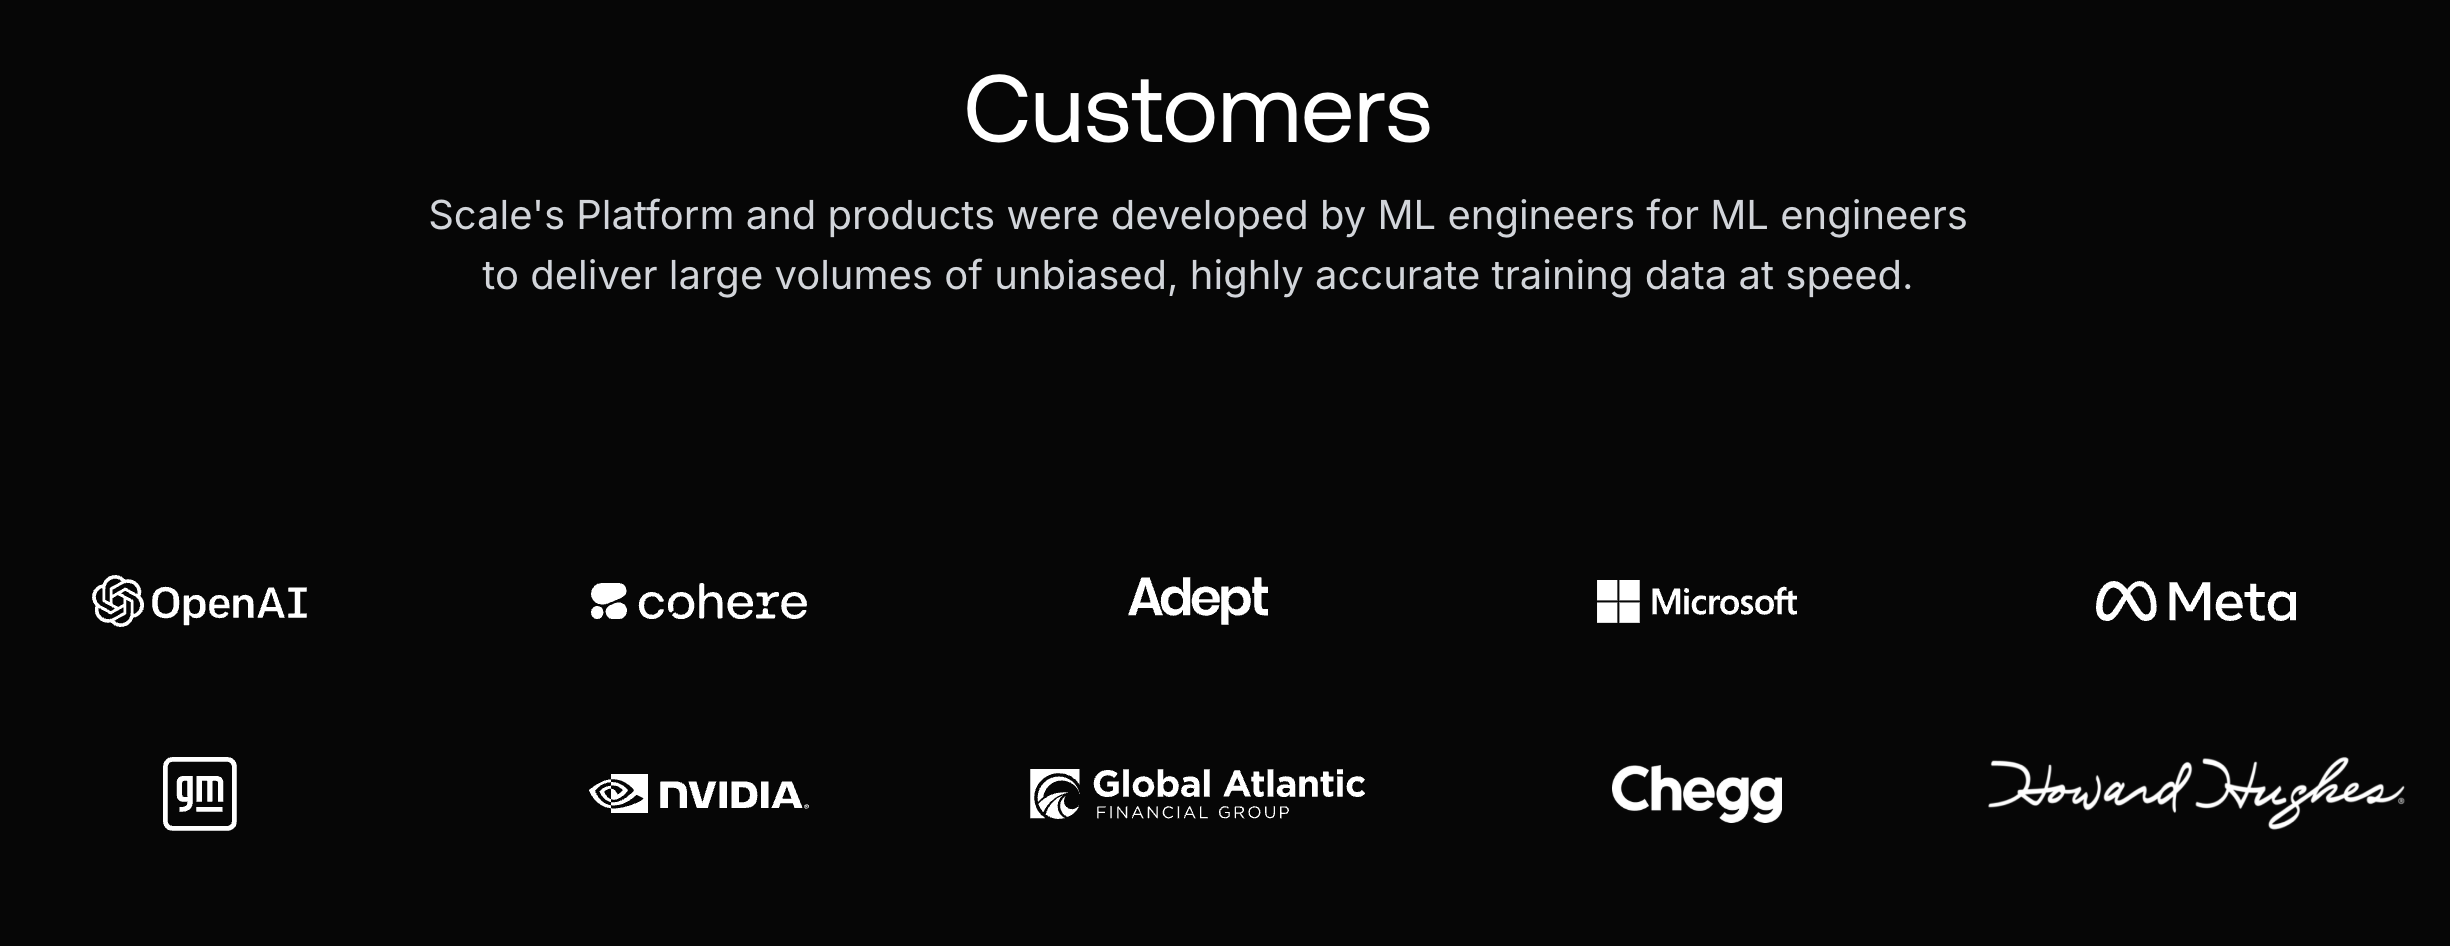 Customers
Scale's Platform and products were developed by ML engineers for ML engineers
to deliver large volumes of unbiased, highly accurate training data at speed.
OpenAI
cohere
Adept
Microsoft
Meta
gm
NVIDIA®
Global Atlantic
FINANCIAL GROUP
Chegg
Howard Hughes®